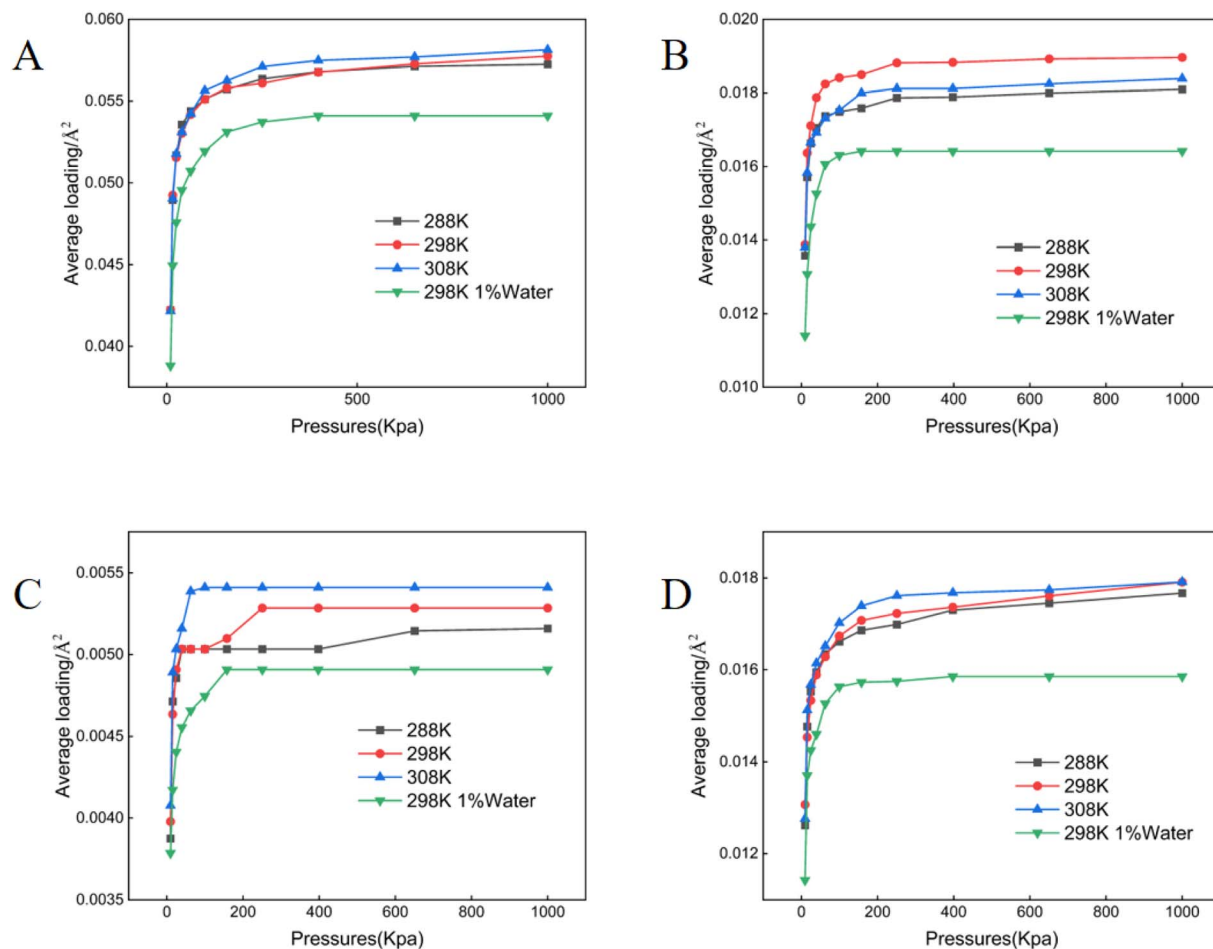 A
0.060
0.055
0.050
0.045
0.040
Average loading/Å²
288K
298K
308K
298K 1%Water
0
500
1000
Pressures(Kpa)
B
0.020
0.018
0.016
0.014
0.012
0.010
Average loading/Å²
288K
298K
308K
298K 1%Water
0
200
400
600
800
1000
Pressures(Kpa)
C
0.0055
0.0050
0.0045
0.0040
0.0035
Average loading/Å²
288K
298K
308K
298K 1%Water
0
200
400
600
800
1000
Pressures(Kpa)
D
0.018
0.016
0.014
0.012
Average loading/Å²
288K
298K
308K
298K 1%Water
0
200
400
600
800
1000
Pressures(Kpa)